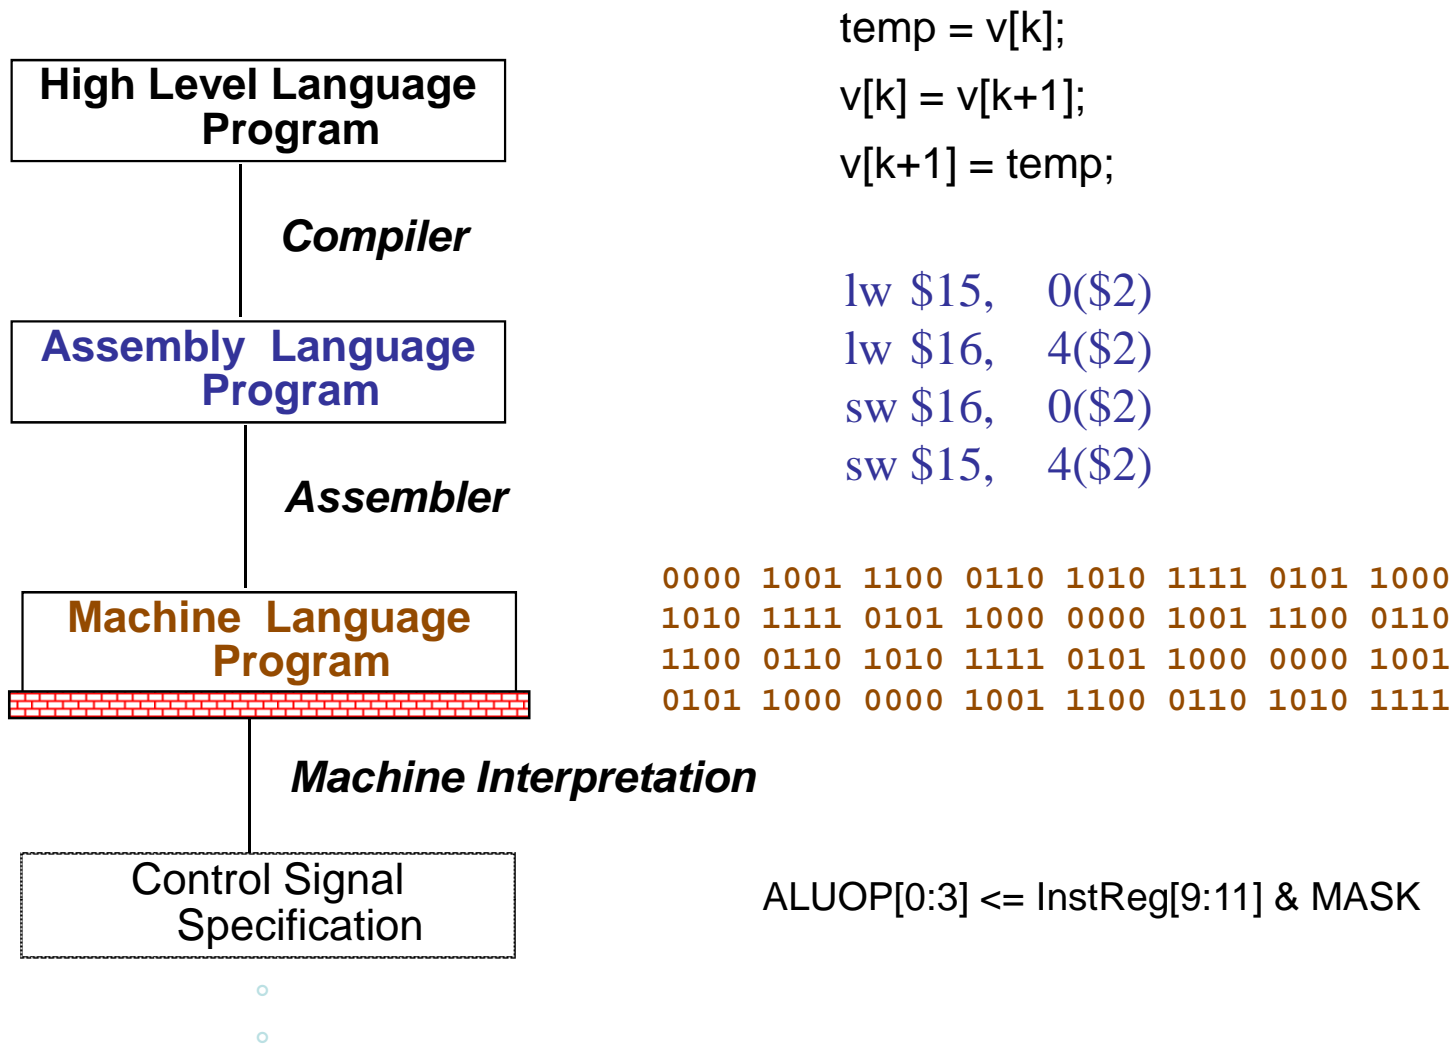 High Level Language
Program
temp = v[k];
v[k] = v[k+1];
v[k+1] = temp;
Compiler
Assembly Language
Program
lw $15, 0($2)
lw $16, 4($2)
sw $16, 0($2)
sw $15, 4($2)
Assembler
Machine Language
Program
0000 1001 1100 0110 1010 1111 0101 1000
1010 1111 0101 1000 0000 1001 1100 0110
1100 0110 1010 1111 0101 1000 0000 1001
0101 1000 0000 1001 1100 0110 1010 1111
Machine Interpretation
Control Signal
Specification
ALUOP[0:3] <= InstReg[9:11] & MASK